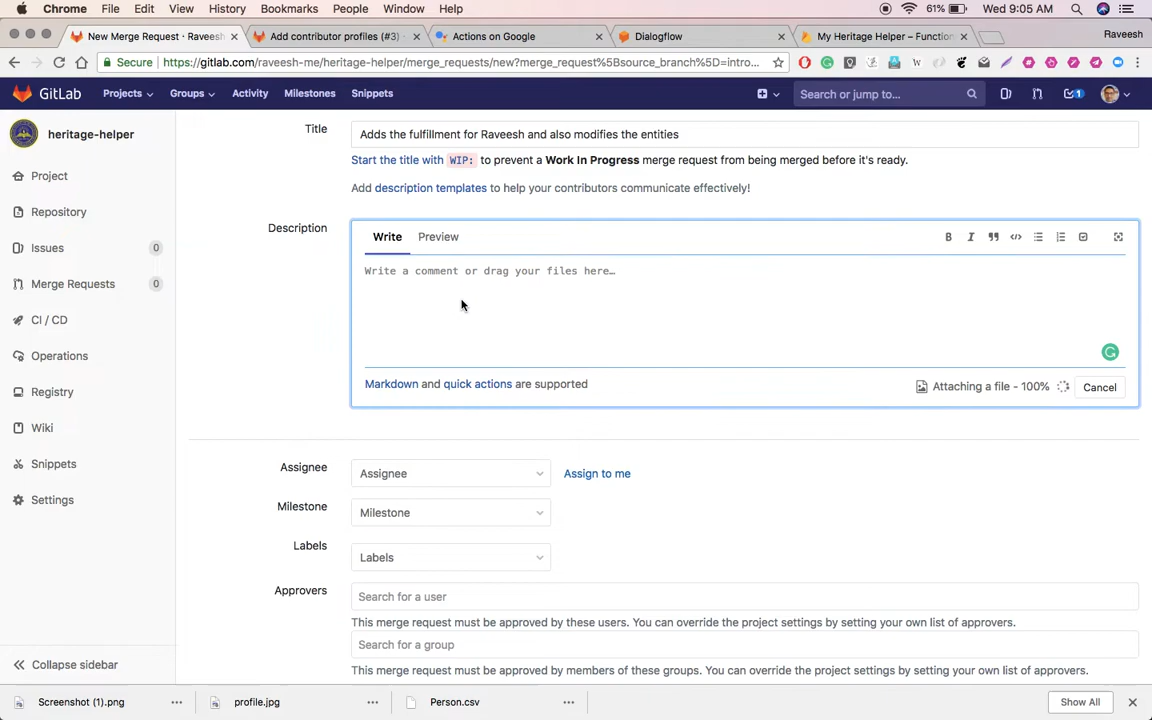 Chrome File Edit View History Bookmarks People Window Help 61% Wed 9:05 AM
New Merge Request · Raveesh × Add contributor profiles (#3) · × Actions on Google × Dialogflow × My Heritage Helper – Function × Raveesh
Secure https://gitlab.com/raveesh-me/heritage-helper/merge_requests/new?merge_request%5Bsource_branch%5D=intro...
GitLab Projects Groups Activity Milestones Snippets Search or jump to... 1
heritage-helper
Project
Repository
Issues 0
Merge Requests 0
CI / CD
Operations
Registry
Wiki
Snippets
Settings
Collapse sidebar
Title Adds the fulfillment for Raveesh and also modifies the entities
Start the title with WIP: to prevent a Work In Progress merge request from being merged before it's ready.
Add description templates to help your contributors communicate effectively!
Description Write Preview
Write a comment or drag your files here…
Markdown and quick actions are supported Attaching a file - 100% Cancel
Assignee Assignee Assign to me
Milestone Milestone
Labels Labels
Approvers Search for a user
This merge request must be approved by these users. You can override the project settings by setting your own list of approvers.
Search for a group
This merge request must be approved by members of these groups. You can override the project settings by setting your own list of approvers.
Screenshot (1).png profile.jpg Person.csv Show All